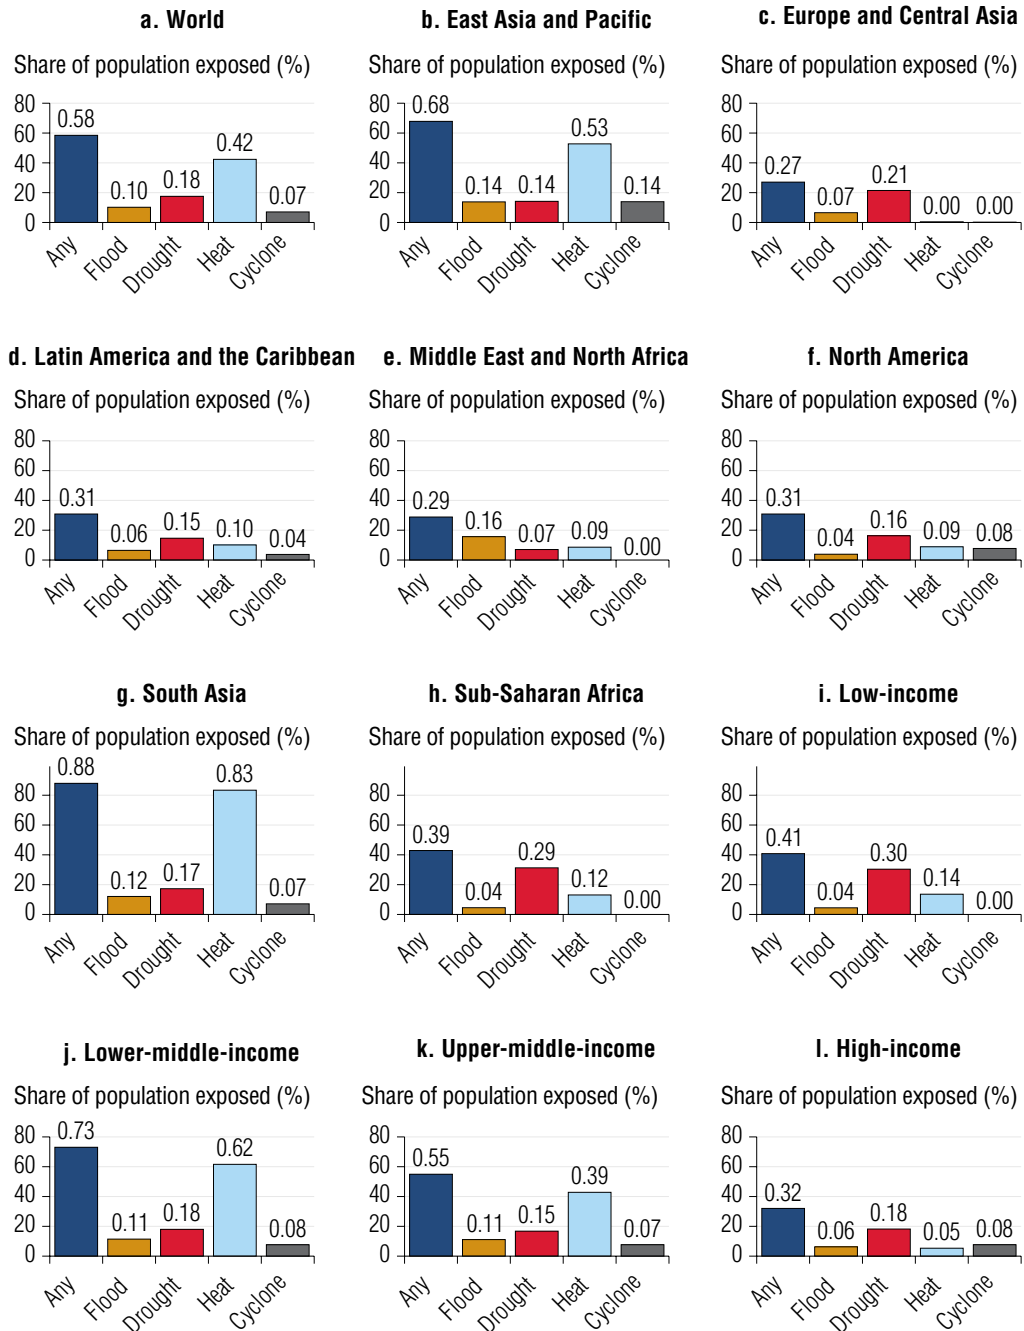 a. World
Share of population exposed (%)
80
60
40
20
0
0.58
0.10
0.18
0.42
0.07
Any
Flood
Drought
Heat
Cyclone
b. East Asia and Pacific
Share of population exposed (%)
80
60
40
20
0
0.68
0.14
0.14
0.53
0.14
Any
Flood
Drought
Heat
Cyclone
c. Europe and Central Asia
Share of population exposed (%)
80
60
40
20
0
0.27
0.07
0.21
0.00
0.00
Any
Flood
Drought
Heat
Cyclone
d. Latin America and the Caribbean
Share of population exposed (%)
80
60
40
20
0
0.31
0.06
0.15
0.10
0.04
Any
Flood
Drought
Heat
Cyclone
e. Middle East and North Africa
Share of population exposed (%)
80
60
40
20
0
0.29
0.16
0.07
0.09
0.00
Any
Flood
Drought
Heat
Cyclone
f. North America
Share of population exposed (%)
80
60
40
20
0
0.31
0.04
0.16
0.09
0.08
Any
Flood
Drought
Heat
Cyclone
g. South Asia
Share of population exposed (%)
80
60
40
20
0
0.88
0.12
0.17
0.83
0.07
Any
Flood
Drought
Heat
Cyclone
h. Sub-Saharan Africa
Share of population exposed (%)
80
60
40
20
0
0.39
0.04
0.29
0.12
0.00
Any
Flood
Drought
Heat
Cyclone
i. Low-income
Share of population exposed (%)
80
60
40
20
0
0.41
0.04
0.30
0.14
0.00
Any
Flood
Drought
Heat
Cyclone
j. Lower-middle-income
Share of population exposed (%)
80
60
40
20
0
0.73
0.11
0.18
0.62
0.08
Any
Flood
Drought
Heat
Cyclone
k. Upper-middle-income
Share of population exposed (%)
80
60
40
20
0
0.55
0.11
0.15
0.39
0.07
Any
Flood
Drought
Heat
Cyclone
l. High-income
Share of population exposed (%)
80
60
40
20
0
0.32
0.06
0.18
0.05
0.08
Any
Flood
Drought
Heat
Cyclone